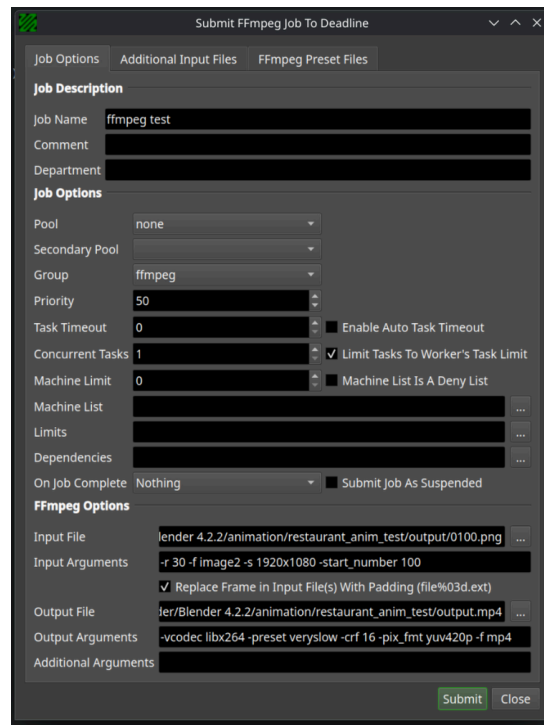 Submit FFmpeg Job To Deadline
Job Options Additional Input Files FFmpeg Preset Files
Job Description
Job Name ffmpeg test
Comment
Department
Job Options
Pool none
Secondary Pool
Group ffmpeg
Priority 50
Task Timeout 0 Enable Auto Task Timeout
Concurrent Tasks 1 Limit Tasks To Worker's Task Limit
Machine Limit 0 Machine List Is A Deny List
Machine List ...
Limits ...
Dependencies ...
On Job Complete Nothing Submit Job As Suspended
FFmpeg Options
Input File lender 4.2.2/animation/restaurant_anim_test/output/0100.png ...
Input Arguments -r 30 -f image2 -s 1920x1080 -start_number 100
Replace Frame in Input File(s) With Padding (file%03d.ext)
Output File der/Blender 4.2.2/animation/restaurant_anim_test/output.mp4 ...
Output Arguments -vcodec libx264 -preset veryslow -crf 16 -pix_fmt yuv420p -f mp4
Additional Arguments
Submit Close